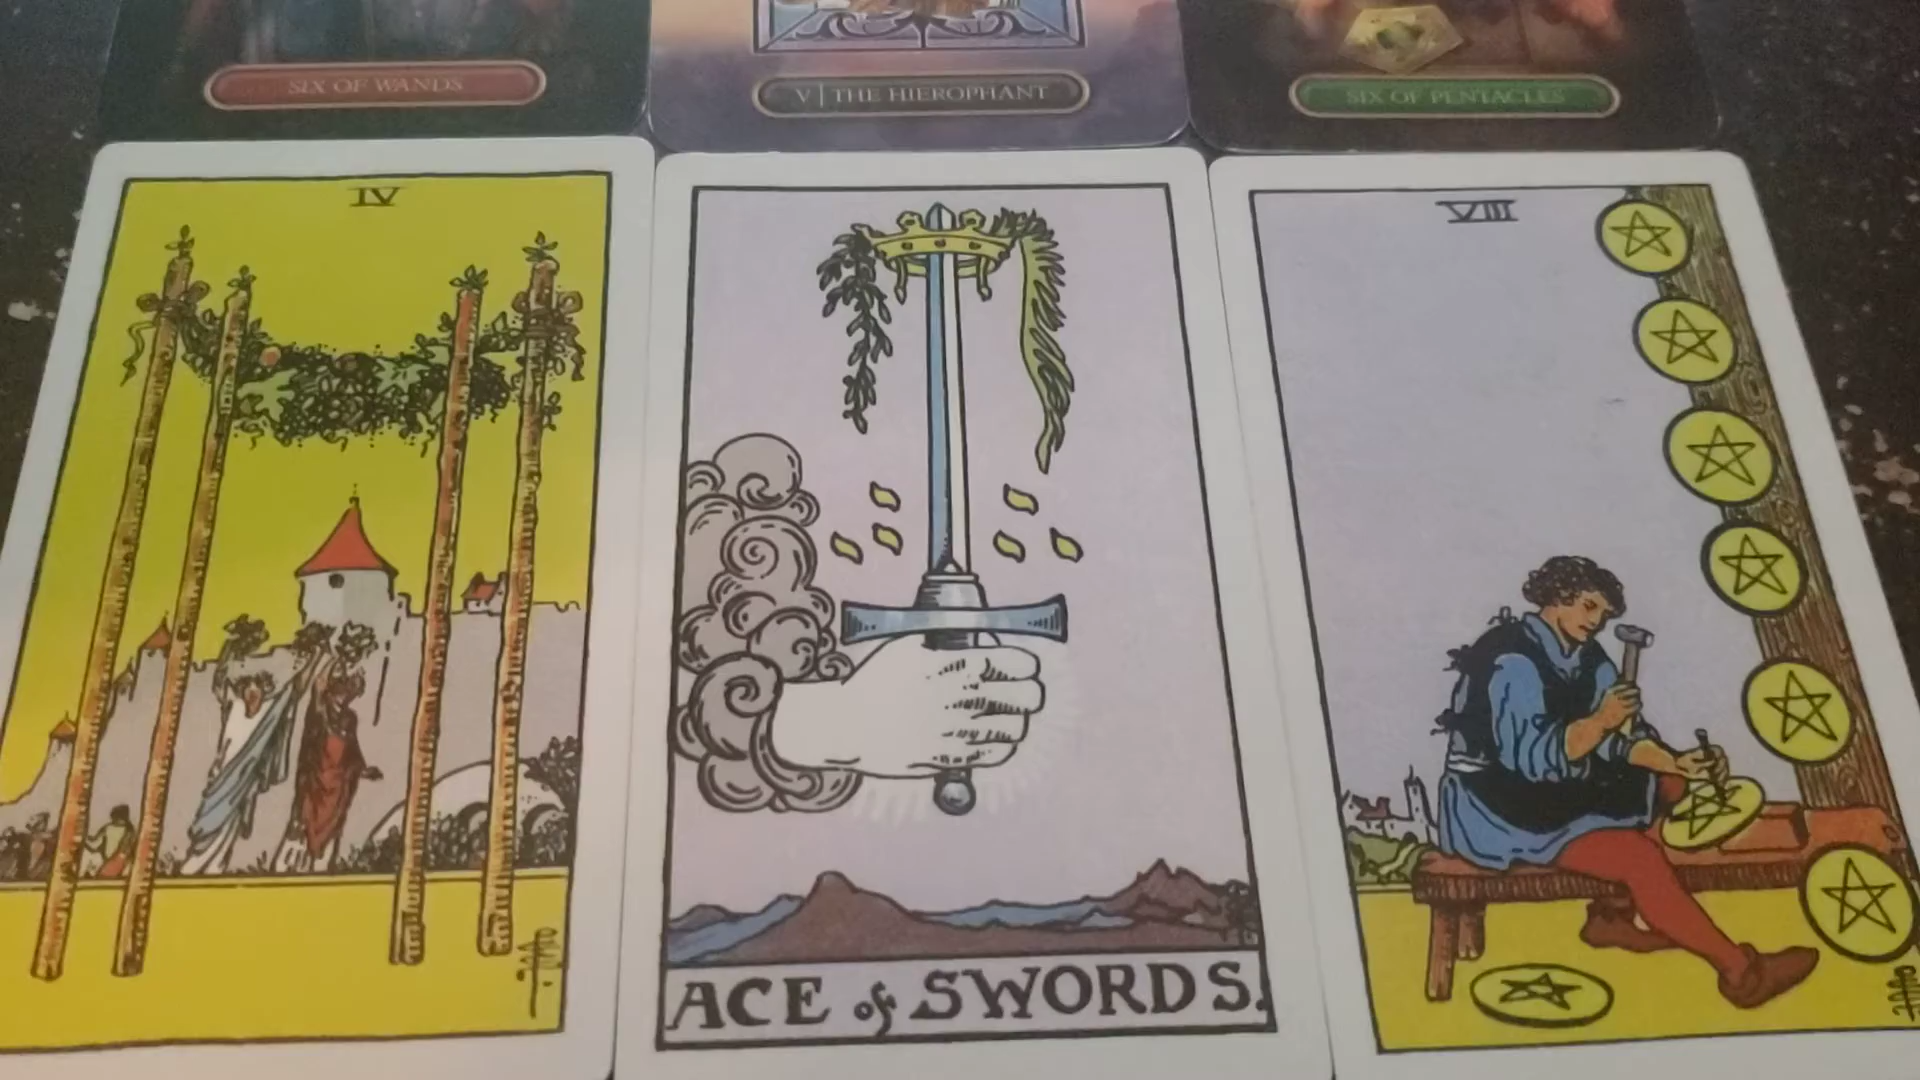 SIX OF WANDS
V | THE HIEROPHANT
SIX OF PENTACLES
IV
VIII
ACE of SWORDS.